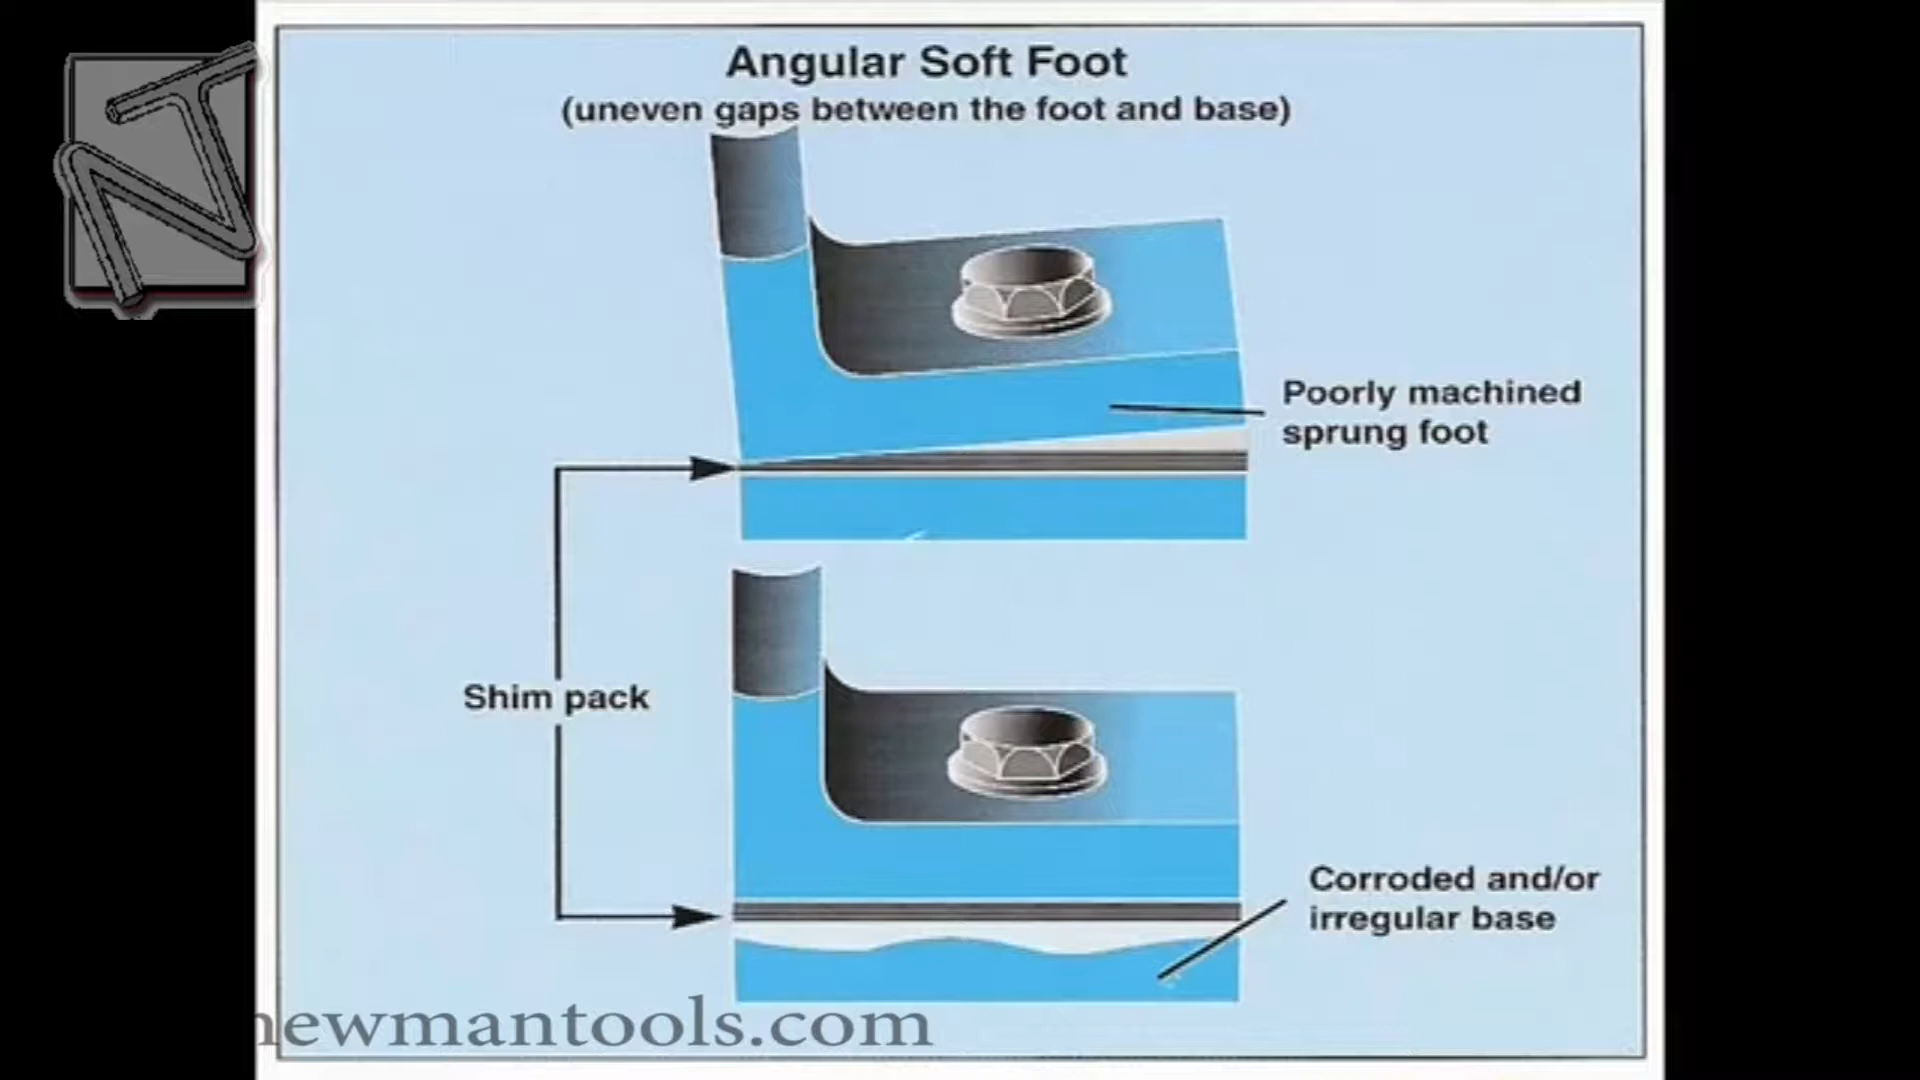 Angular Soft Foot
(uneven gaps between the foot and base)
Poorly machined
sprung foot
Shim pack
Corroded and/or
irregular base
newmantools.com